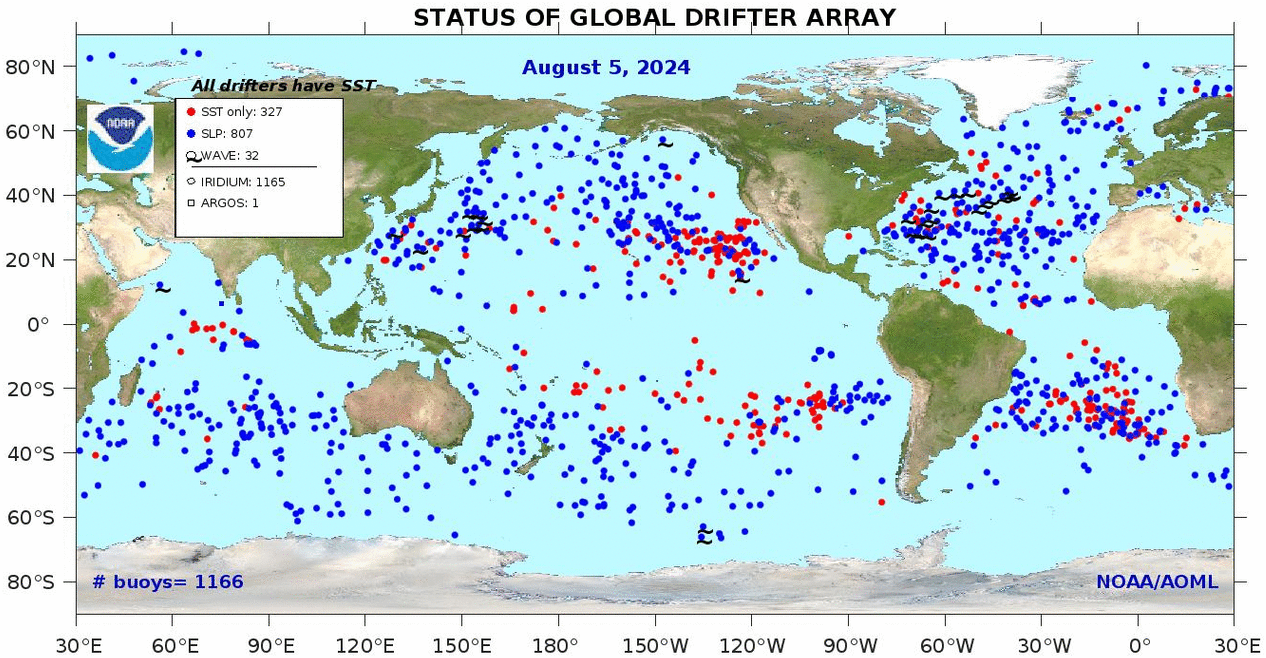 STATUS OF GLOBAL DRIFTER ARRAY
August 5, 2024
All drifters have SST
NOAA
SST only: 327
SLP: 807
WAVE: 32
IRIDIUM: 1165
ARGOS: 1
80°N
60°N
40°N
20°N
0°
20°S
40°S
60°S
80°S
# buoys= 1166
NOAA/AOML
30°E 60°E 90°E 120°E 150°E 180°E 150°W 120°W 90°W 60°W 30°W 0° 30°E